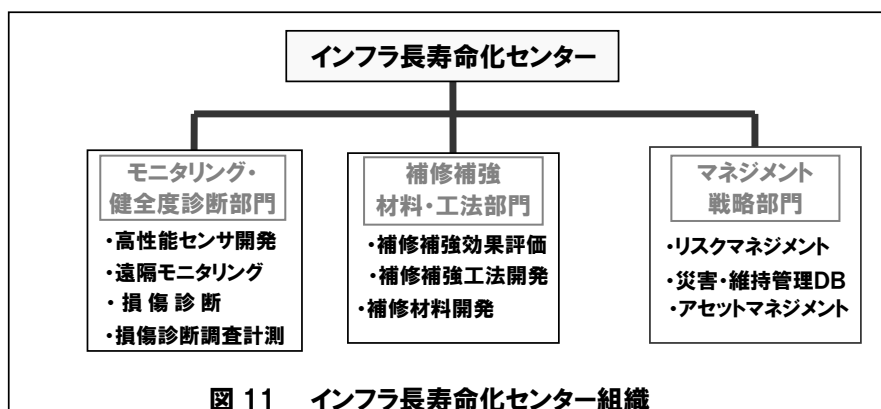 インフラ長寿命化センター
モニタリング・
健全度診断部門
・高性能センサ開発
・遠隔モニタリング
・損傷診断
・損傷診断調査計測
補修補強
材料・工法部門
・補修補強効果評価
・補修補強工法開発
・補修材料開発
マネジメント
戦略部門
・リスクマネジメント
・災害・維持管理DB
・アセットマネジメント
図 11 インフラ長寿命化センター組織